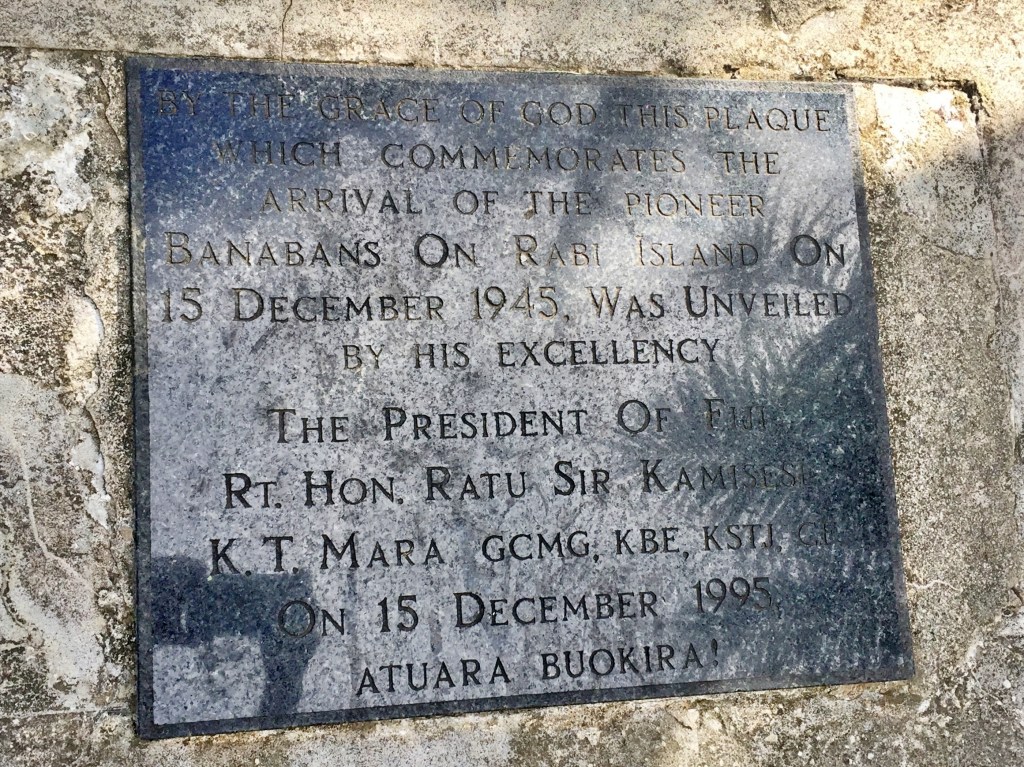 BY THE GRACE OF GOD THIS PLAQUE
WHICH COMMEMORATES THE
ARRIVAL OF THE PIONEER
BANABANS ON RABI ISLAND ON
15 DECEMBER 1945, WAS UNVEILED
BY HIS EXCELLENCY
THE PRESIDENT OF FIJI
RT. HON. RATU SIR KAMISESE
K. T. MARA GCMG, KBE, KSTJ,
ON 15 DECEMBER 1995,
ATUARA BUOKIRA!